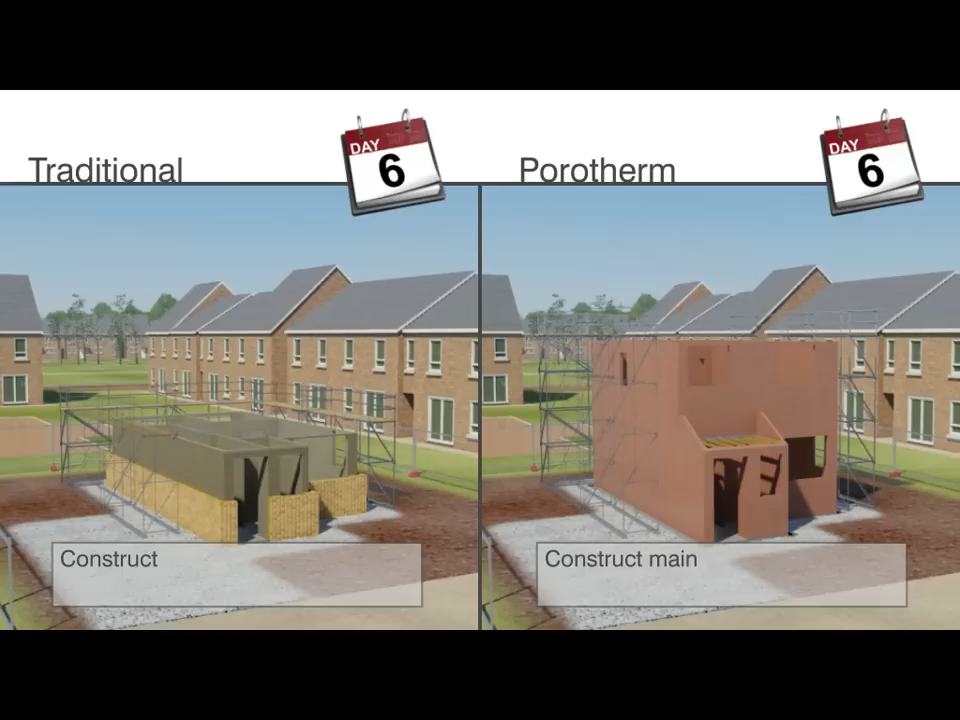 Traditional
DAY
6
Construct
Porotherm
DAY
6
Construct main